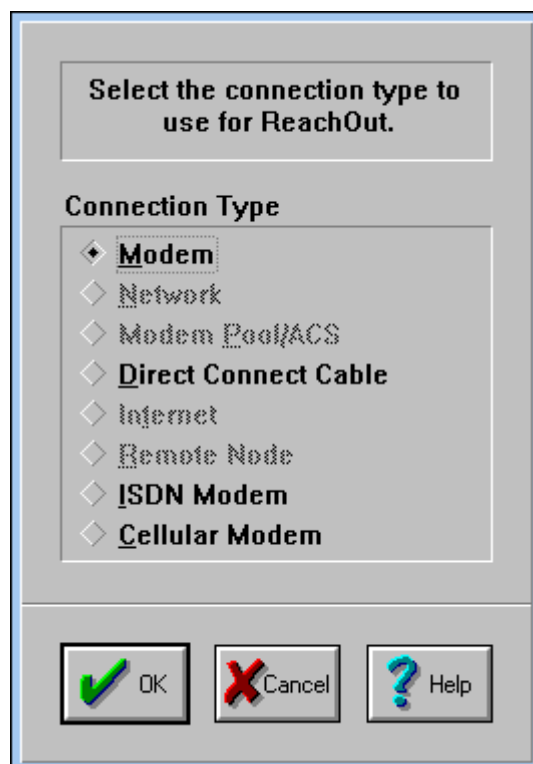 Select the connection type to
use for ReachOut.
Connection Type
Modem
Network
Modem Pool/ACS
Direct Connect Cable
Internet
Remote Node
ISDN Modem
Cellular Modem
OK
Cancel
Help